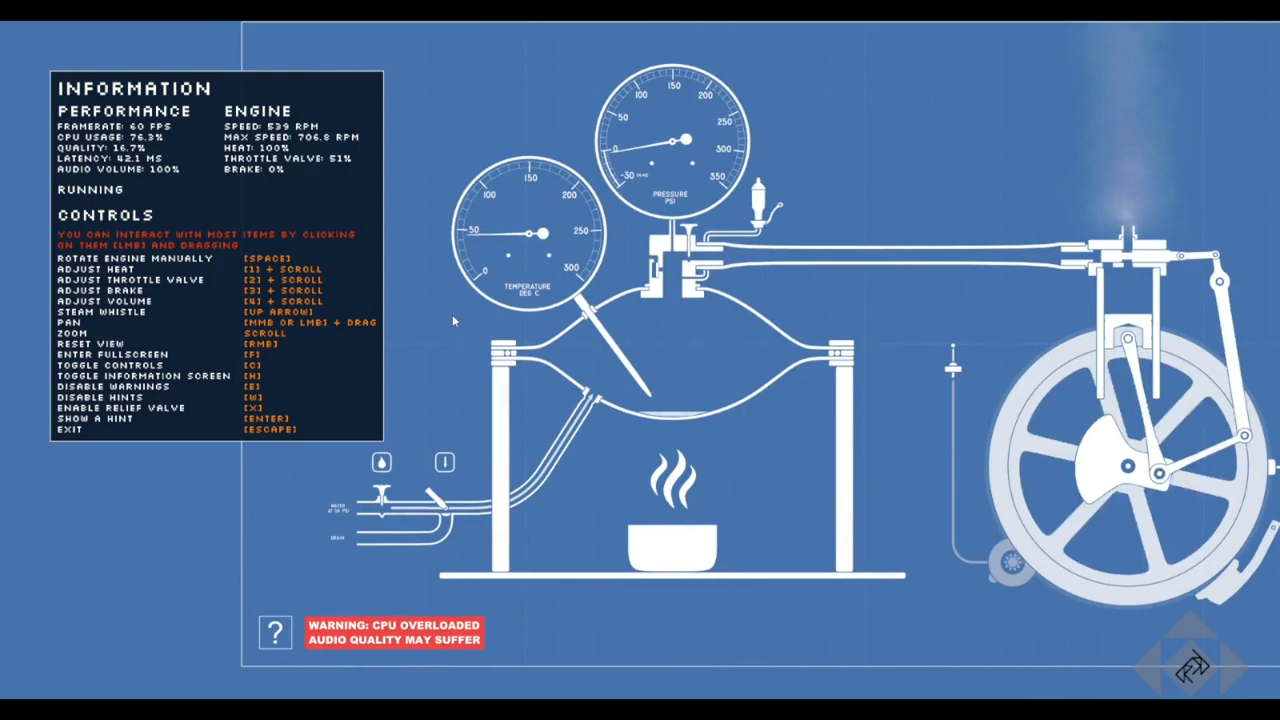 INFORMATION
PERFORMANCE
FRAMERATE: 60 FPS
CPU USAGE: 76.3%
QUALITY: 16.7%
LATENCY: 42.1 MS
AUDIO VOLUME: 100%
ENGINE
SPEED: 539 RPM
MAX SPEED: 706.8 RPM
HEAT: 100%
THROTTLE VALVE: 51%
BRAKE: 0%
RUNNING
CONTROLS
YOU CAN INTERACT WITH MOST ITEMS BY CLICKING
ON THEM [LMB] AND DRAGGING
ROTATE ENGINE MANUALLY [SPACE]
ADJUST HEAT [1] + SCROLL
ADJUST THROTTLE VALVE [2] + SCROLL
ADJUST BRAKE [3] + SCROLL
ADJUST VOLUME [4] + SCROLL
STEAM WHISTLE [UP ARROW]
PAN [MMB OR LMB] + DRAG
ZOOM SCROLL
RESET VIEW [RMB]
ENTER FULLSCREEN [F]
TOGGLE CONTROLS [C]
TOGGLE INFORMATION SCREEN [H]
DISABLE WARNINGS [E]
DISABLE HINTS [W]
ENABLE RELIEF VALVE [X]
SHOW A HINT [ENTER]
EXIT [ESCAPE]
-30 0 50 100 150 200 250 300 350
PRESSURE
PSI
0 50 100 150 200 250 300
TEMPERATURE
DEG C
WATER
AT 50 PSI
DRAIN
?
WARNING: CPU OVERLOADED
AUDIO QUALITY MAY SUFFER